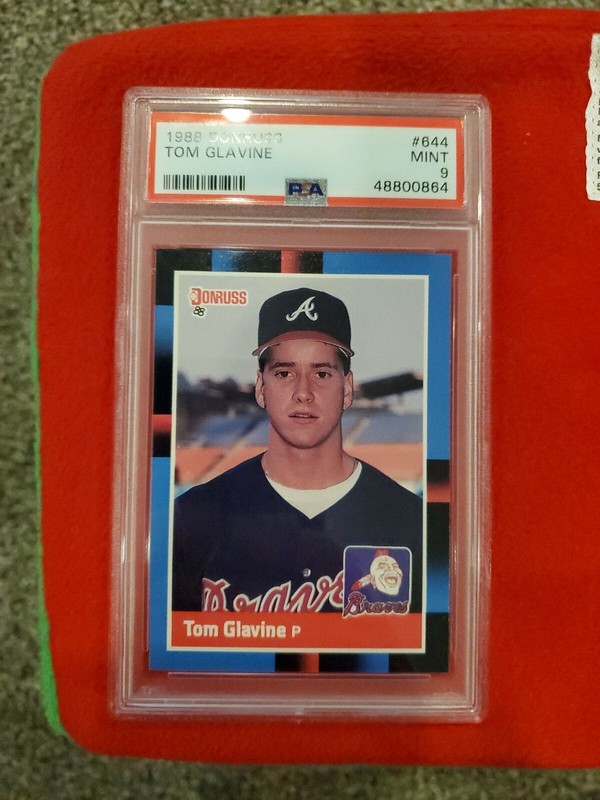 1988 DONRUSS
#644
TOM GLAVINE
MINT
9
PSA
48800864
DONRUSS
88
Braves
Braves
Tom Glavine P